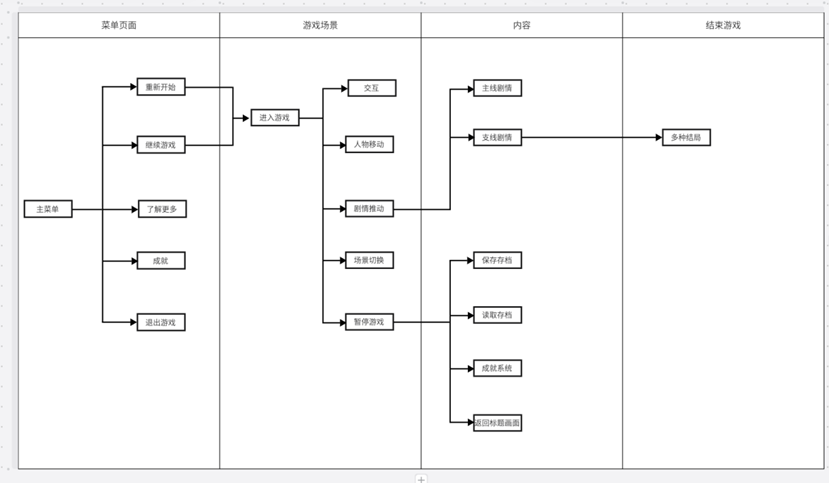 菜单页面
游戏场景
内容
结束游戏
重新开始
继续游戏
主菜单
了解更多
成就
退出游戏
进入游戏
交互
人物移动
剧情推动
场景切换
暂停游戏
主线剧情
支线剧情
保存存档
读取存档
成就系统
返回标题画面
多种结局